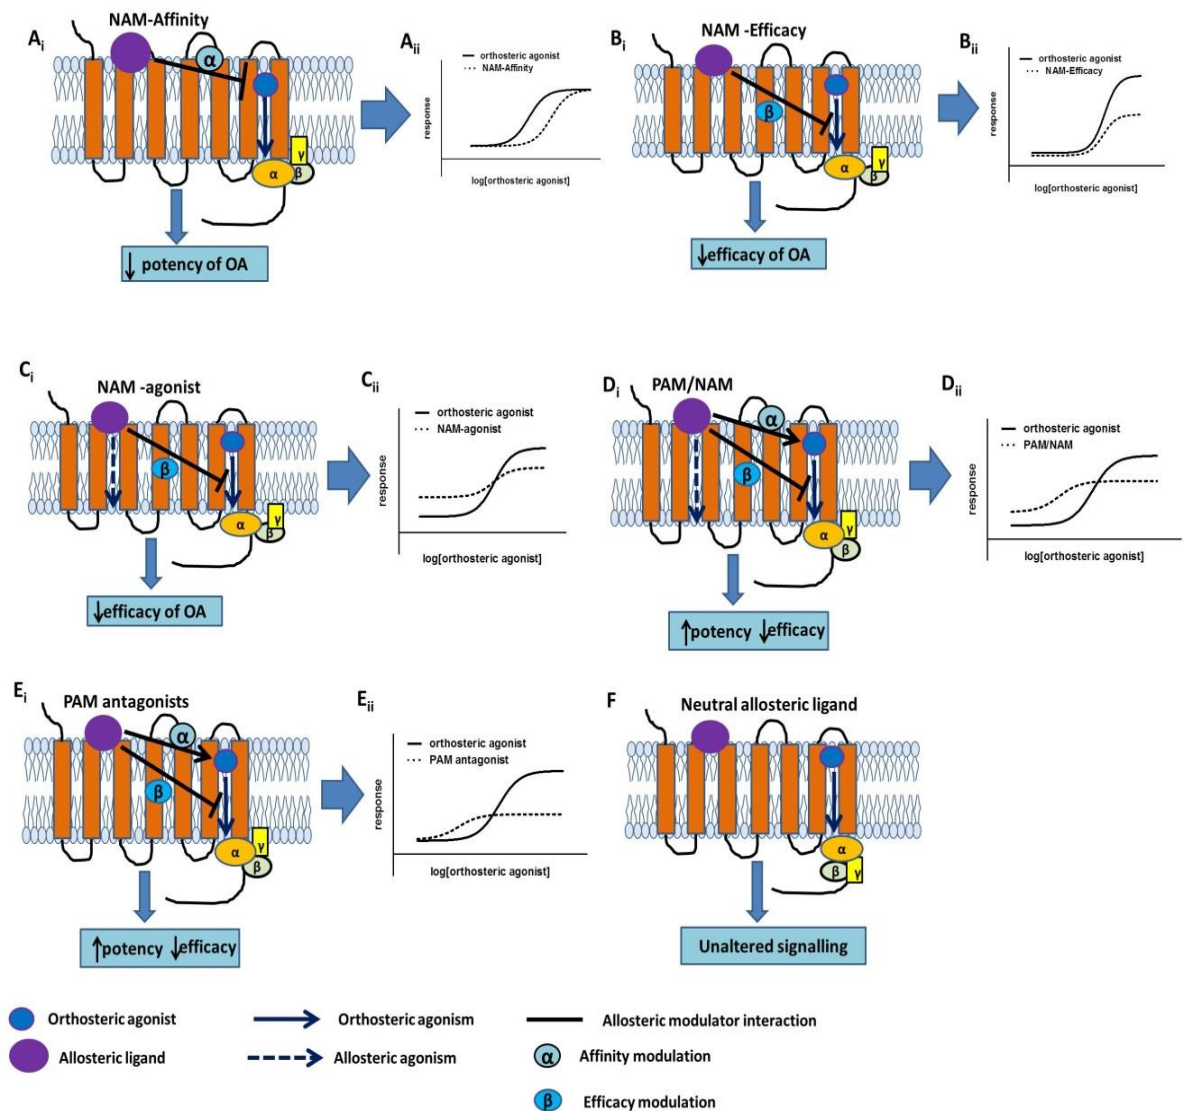 NAM-Affinity
Ai
α
α
γ
β
↓ potency of OA
Aii
orthosteric agonist
NAM-Affinity
response
log[orthosteric agonist]
NAM -Efficacy
Bi
β
α
γ
β
↓efficacy of OA
Bii
orthosteric agonist
NAM-Efficacy
response
log[orthosteric agonist]
Ci
NAM -agonist
β
α
γ
β
↓efficacy of OA
Cii
orthosteric agonist
NAM-agonist
response
log[orthosteric agonist]
Di
PAM/NAM
α
β
α
γ
β
↑potency ↓efficacy
Dii
orthosteric agonist
PAM/NAM
response
log[orthosteric agonist]
Ei
PAM antagonists
α
β
α
γ
β
↑potency ↓efficacy
Eii
orthosteric agonist
PAM antagonist
response
log[orthosteric agonist]
F
Neutral allosteric ligand
α
β
γ
Unaltered signalling
Orthosteric agonist
Orthosteric agonism
Allosteric modulator interaction
Allosteric ligand
Allosteric agonism
α
Affinity modulation
β
Efficacy modulation